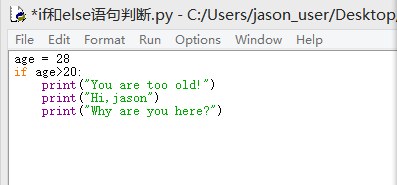 *if和else语句判断.py - C:/Users/jason_user/Desktop,
File Edit Format Run Options Window Help
age = 28
if age>20:
    print("You are too old!")
    print("Hi,jason")
    print("Why are you here?")